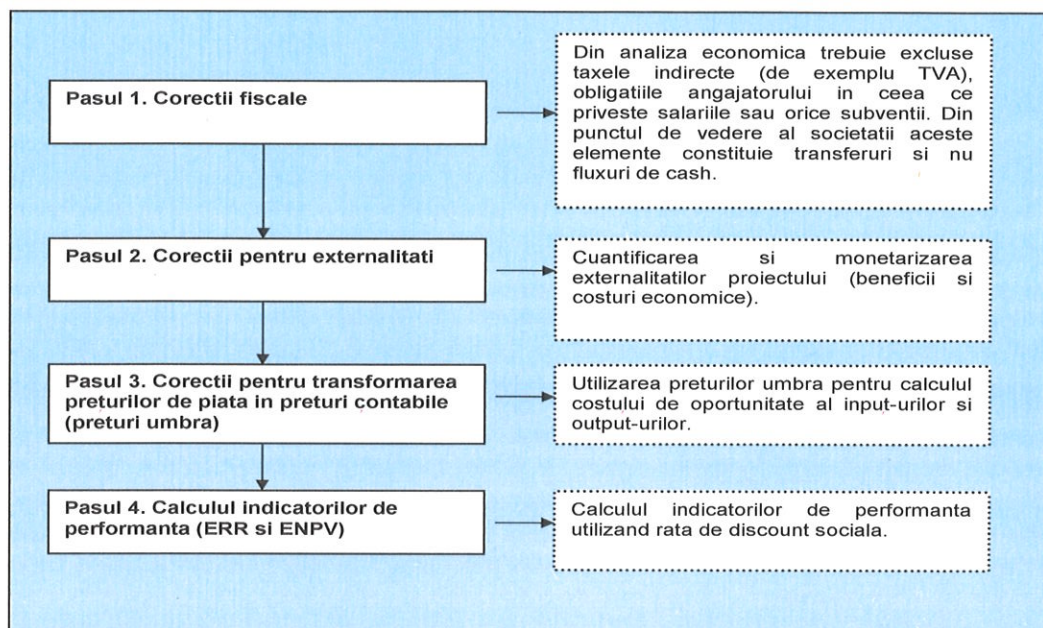 Pasul 1. Corectii fiscale
Din analiza economica trebuie excluse
taxele indirecte (de exemplu TVA),
obligatiile angajatorului in ceea ce
priveste salariile sau orice subventii. Din
punctul de vedere al societatii aceste
elemente constituie transferuri si nu
fluxuri de cash.
Pasul 2. Corectii pentru externalitati
Cuantificarea si monetarizarea
externalitatilor proiectului (beneficii si
costuri economice).
Pasul 3. Corectii pentru transformarea
preturilor de piata in preturi contabile
(preturi umbra)
Utilizarea preturilor umbra pentru calculul
costului de oportunitate al input-urilor si
output-urilor.
Pasul 4. Calculul indicatorilor de
performanta (ERR si ENPV)
Calculul indicatorilor de performanta
utilizand rata de discount sociala.